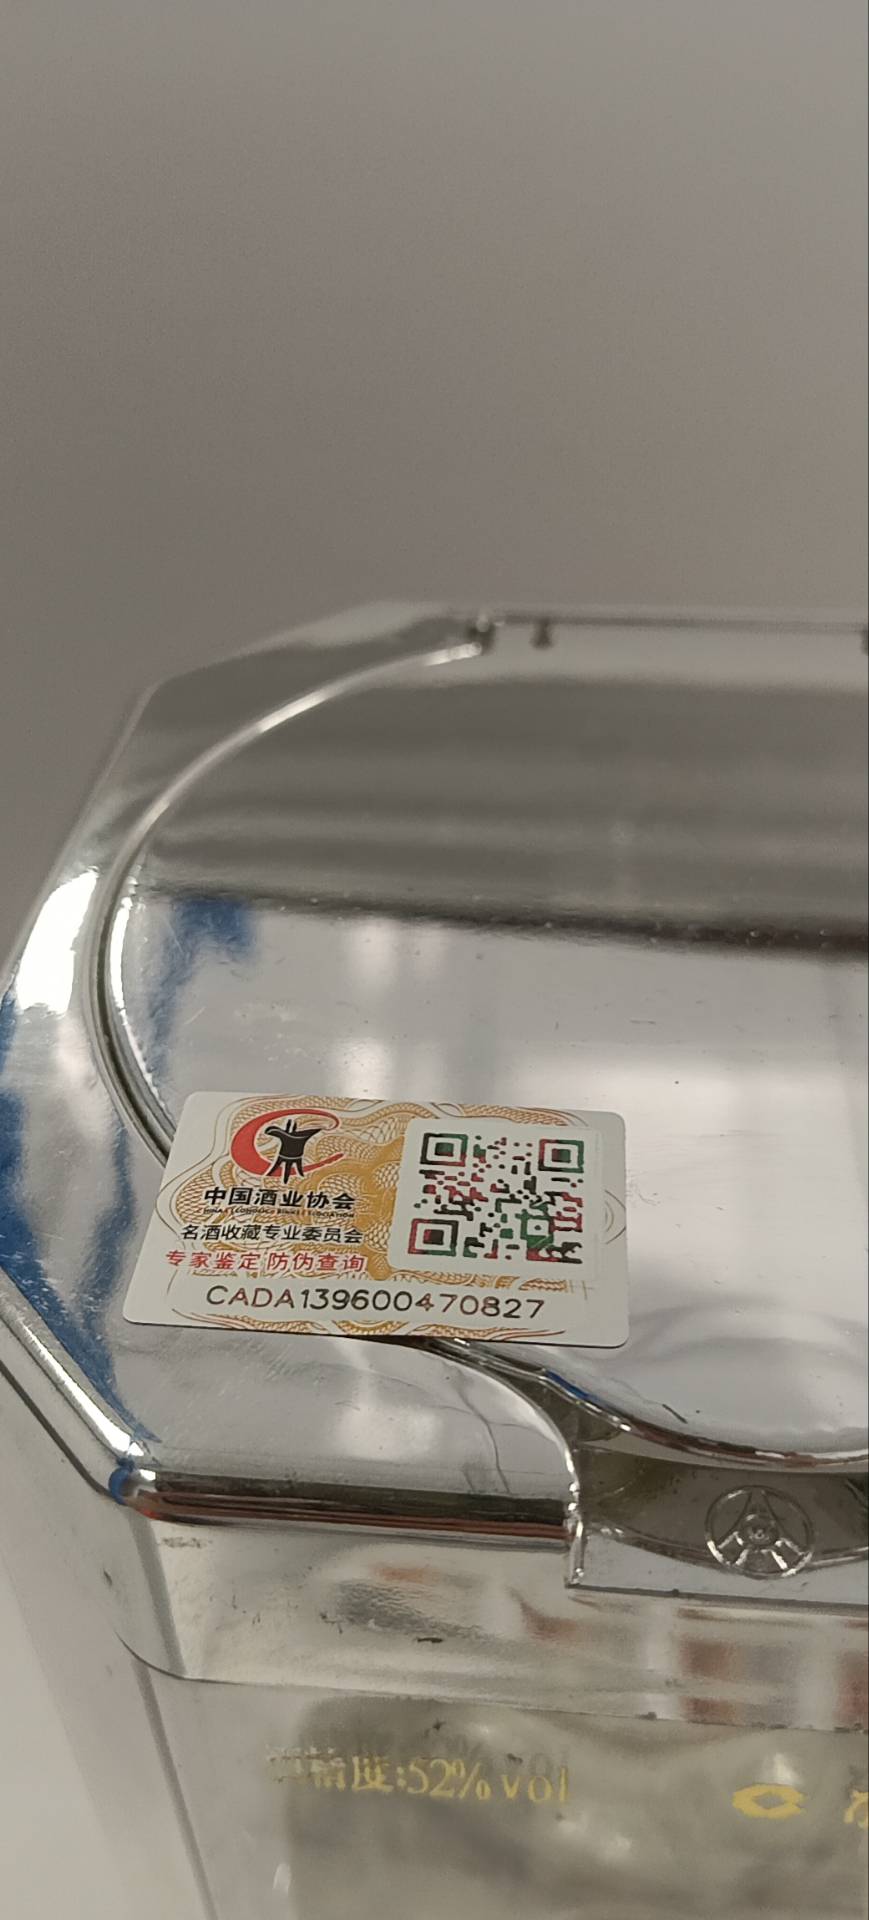 中国酒业协会
名酒收藏专业委员会
专家鉴定 防伪查询
CADA139600470827
精度:52%vol